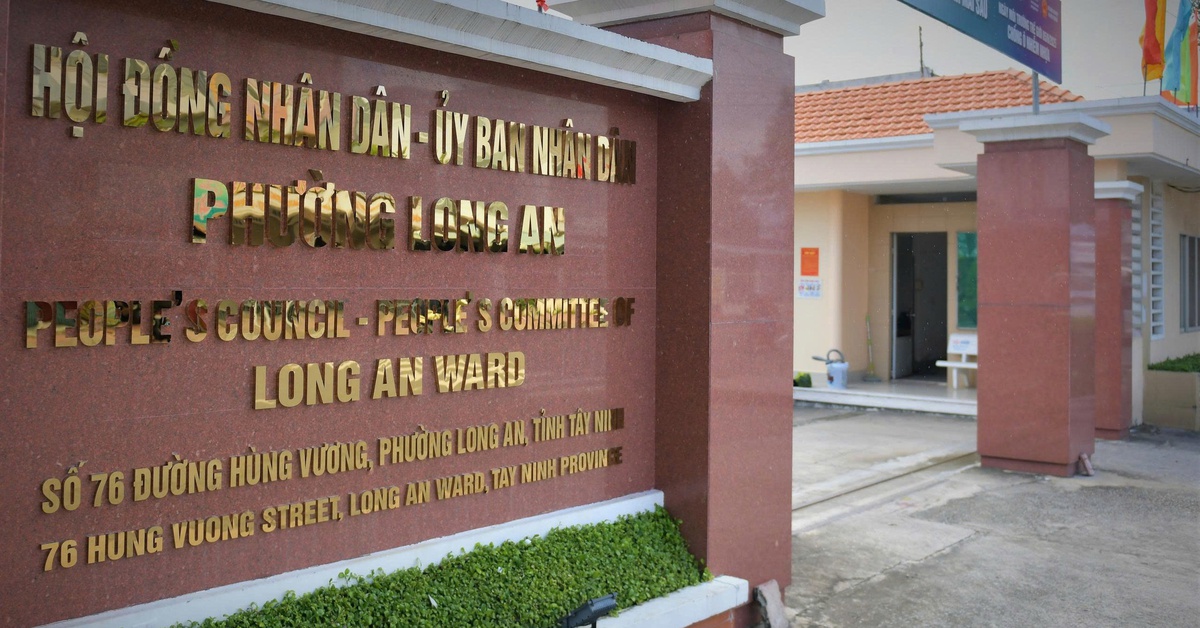 HỘI ĐỒNG NHÂN DÂN - ỦY BAN NHÂN DÂN
PHƯỜNG LONG AN
PEOPLE'S COUNCIL - PEOPLE'S COMMITTEE OF
LONG AN WARD
SỐ 76 ĐƯỜNG HÙNG VƯƠNG, PHƯỜNG LONG AN, TỈNH TÂY NINH
76 HUNG VUONG STREET, LONG AN WARD, TAY NINH PROVINCE